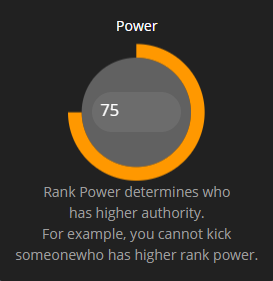 Power
75
Rank Power determines who
has higher authority.
For example, you cannot kick
someonewho has higher rank power.